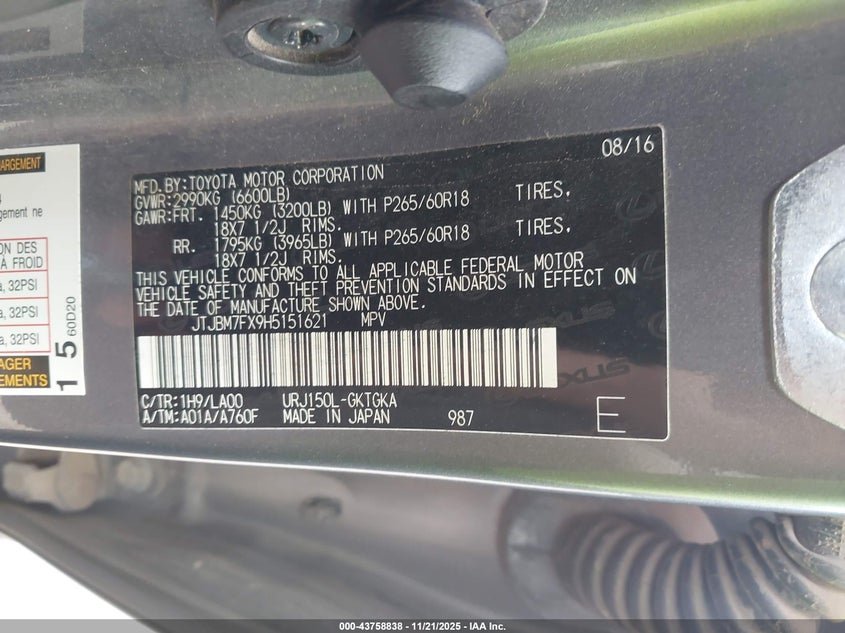 08/16
MFD.BY:TOYOTA MOTOR CORPORATION
GVWR:2990KG (6600LB)
GAWR:FRT. 1450KG (3200LB) WITH P265/60R18 TIRES,
18X7 1/2J RIMS.
RR. 1795KG (3965LB) WITH P265/60R18 TIRES,
18X7 1/2J RIMS.
THIS VEHICLE CONFORMS TO ALL APPLICABLE FEDERAL MOTOR
VEHICLE SAFETY AND THEFT PREVENTION STANDARDS IN EFFECT ON
THE DATE OF MANUFACTURE SHOWN ABOVE.
JTJBM7FX9H5151621 MPV
C/TR:1H9/LA00 URJ150L-GKTGKA
A/TM:A01A/A760F MADE IN JAPAN 987 E
LEXUS
ARGEMENT
gement ne
ON DES
À FROID
a, 32PSI
a, 32PSI
a, 32PSI
AGER
EMENTS
15 60D20
000-43758838 - 11/21/2025 - IAA Inc.